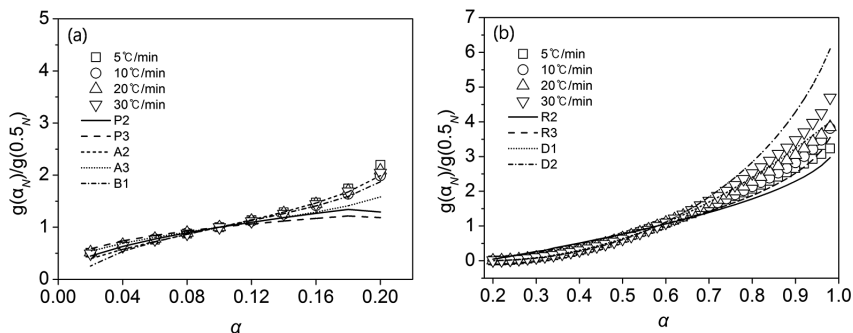 (a)
5℃/min
10℃/min
20℃/min
30℃/min
P2
P3
A2
A3
B1
5
4
3
2
1
0
0.00 0.04 0.08 0.12 0.16 0.20
α
g(α_N)/g(0.5_N)
(b)
5℃/min
10℃/min
20℃/min
30℃/min
R2
R3
D1
D2
7
6
5
4
3
2
1
0
0.2 0.3 0.4 0.5 0.6 0.7 0.8 0.9 1.0
α
g(α_N)/g(0.5_N)